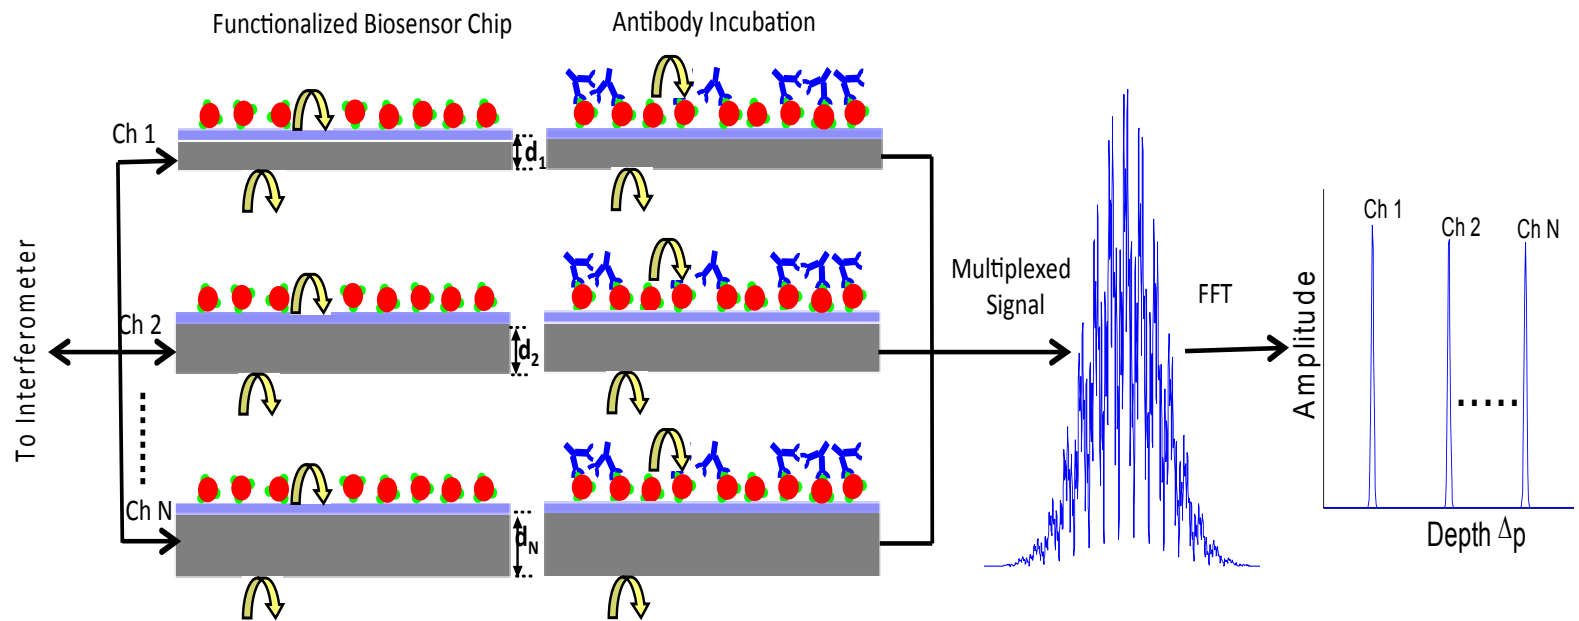 Functionalized Biosensor Chip
Antibody Incubation
Ch 1
d1
To Interferometer
Ch 2
d2
Ch N
dN
Multiplexed
Signal
FFT
Amplitude
Ch 1
Ch 2
Ch N
Depth Δp